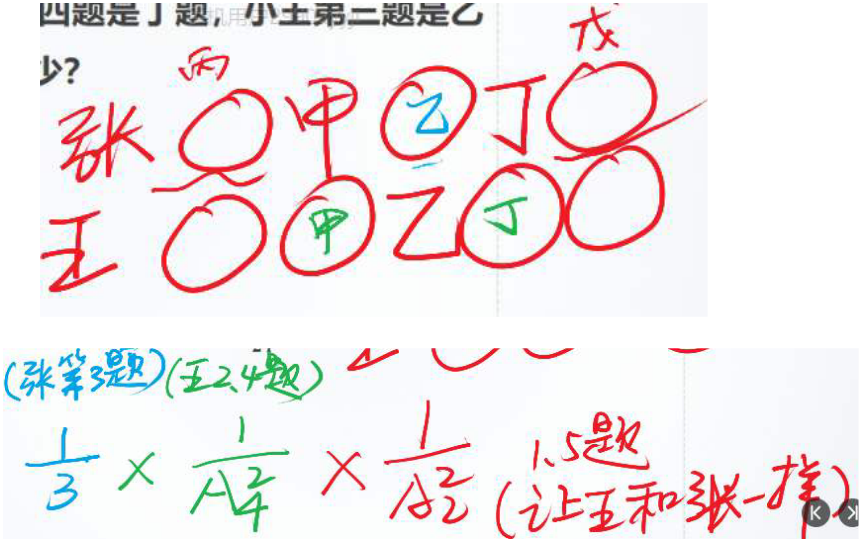 四题是丁题，小王第三题是乙
少？
丙 戊
张 甲 乙 丁
王 甲 乙 丁
(张第3题)(王2、4题)
1/3 × 1/A₄² × 1/A₂² 1、5题
(让王和张一样)